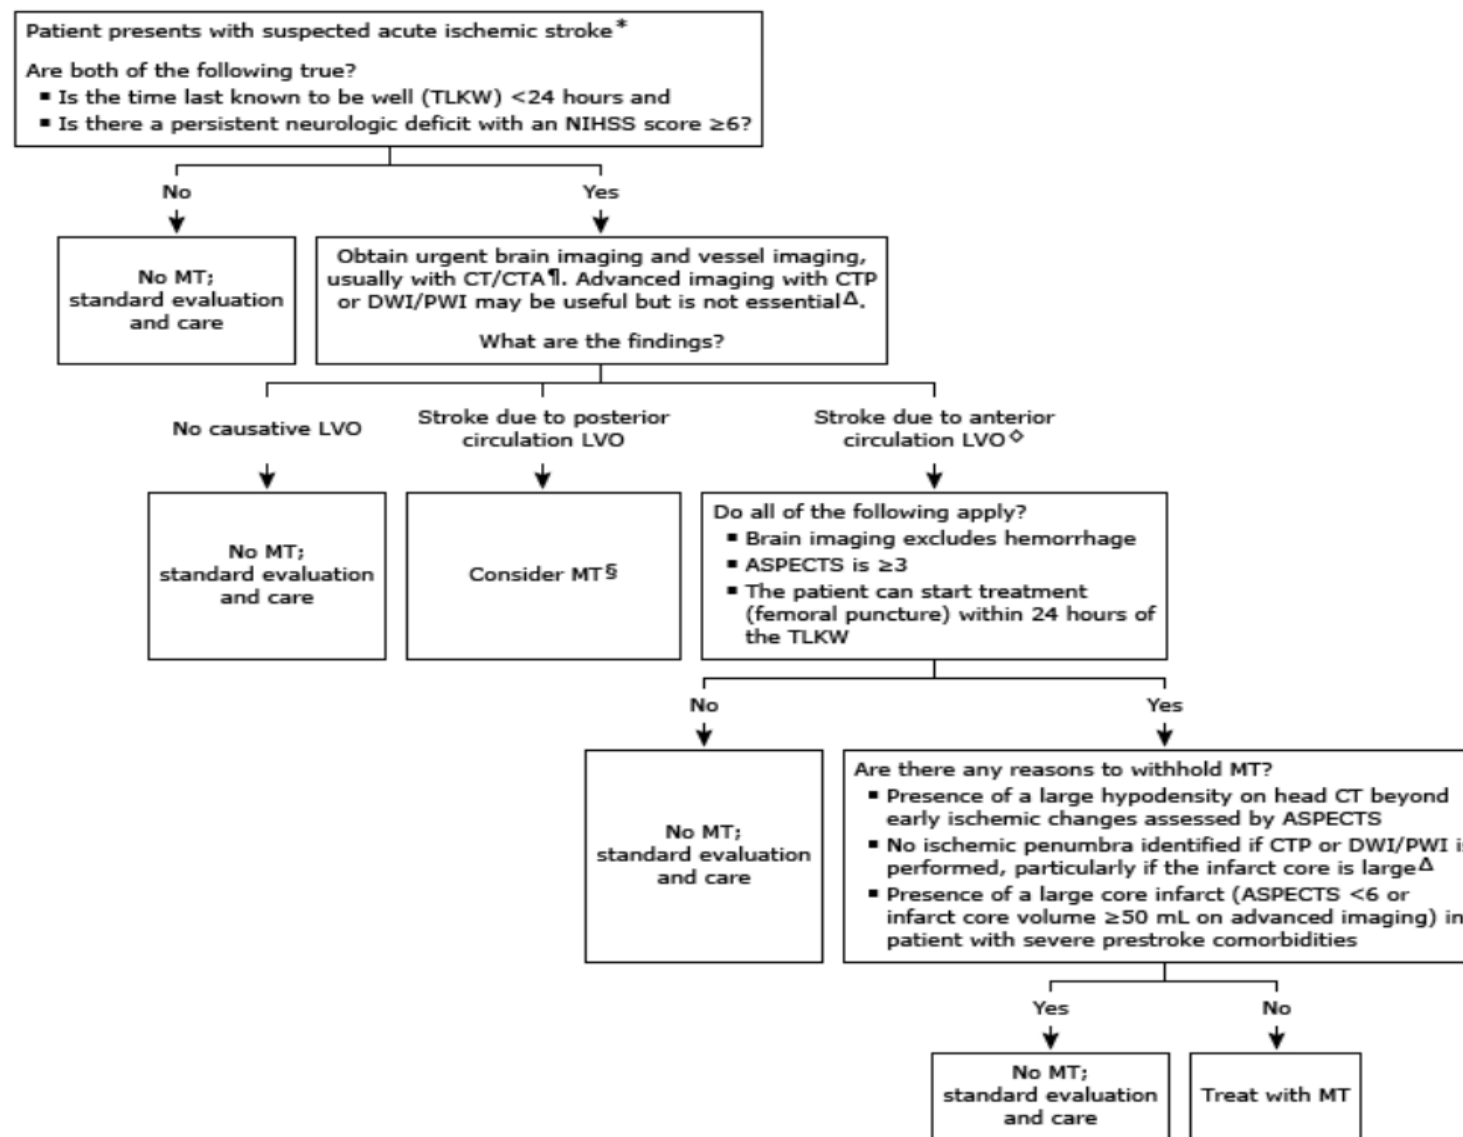 Patient presents with suspected acute ischemic stroke*
Are both of the following true?
▪ Is the time last known to be well (TLKW) <24 hours and
▪ Is there a persistent neurologic deficit with an NIHSS score ≥6?
No
Yes
No MT;
standard evaluation
and care
Obtain urgent brain imaging and vessel imaging,
usually with CT/CTA¶. Advanced imaging with CTP
or DWI/PWI may be useful but is not essentialΔ.
What are the findings?
No causative LVO
Stroke due to posterior
circulation LVO
Stroke due to anterior
circulation LVO◇
No MT;
standard evaluation
and care
Consider MT§
Do all of the following apply?
▪ Brain imaging excludes hemorrhage
▪ ASPECTS is ≥3
▪ The patient can start treatment
(femoral puncture) within 24 hours of
the TLKW
No
Yes
No MT;
standard evaluation
and care
Are there any reasons to withhold MT?
▪ Presence of a large hypodensity on head CT beyond
early ischemic changes assessed by ASPECTS
▪ No ischemic penumbra identified if CTP or DWI/PWI is
performed, particularly if the infarct core is largeΔ
▪ Presence of a large core infarct (ASPECTS <6 or
infarct core volume ≥50 mL on advanced imaging) in
patient with severe prestroke comorbidities
Yes
No
No MT;
standard evaluation
and care
Treat with MT